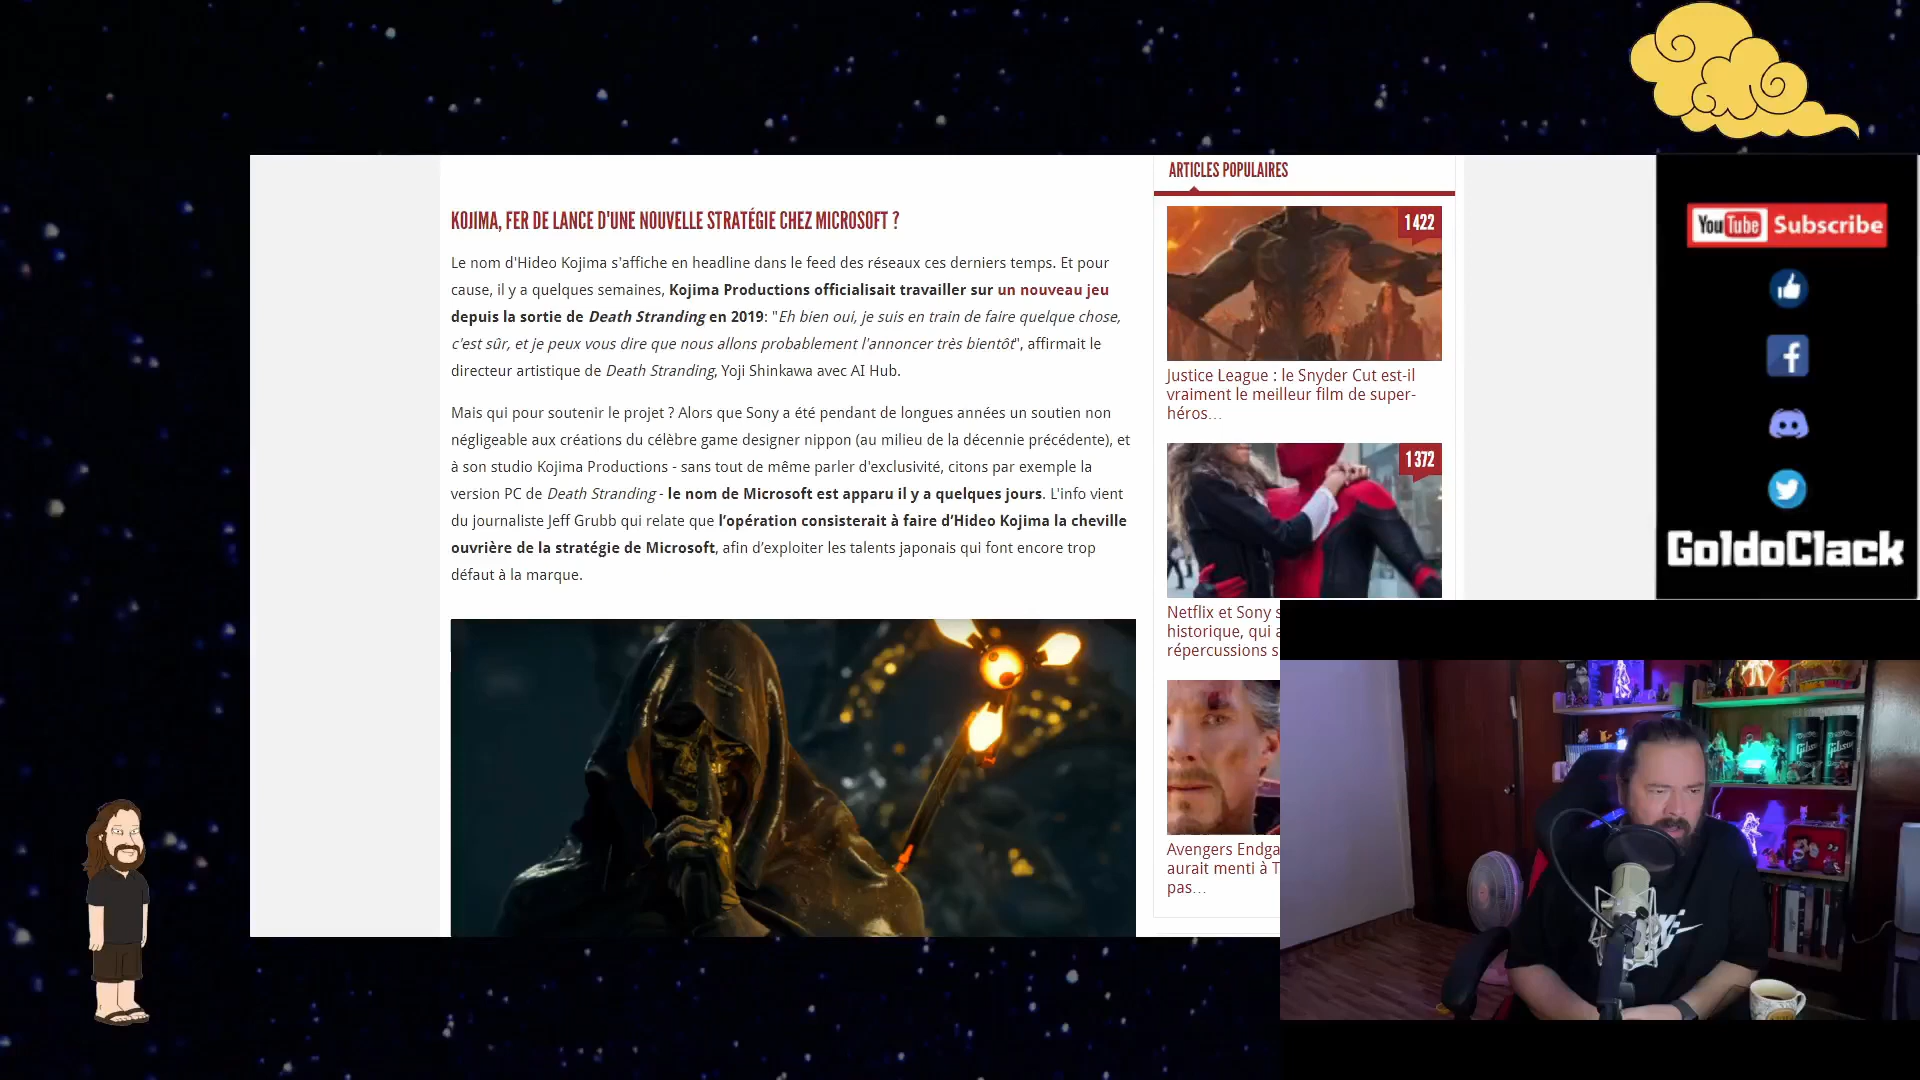 KOJIMA, FER DE LANCE D'UNE NOUVELLE STRATÉGIE CHEZ MICROSOFT ?
Le nom d'Hideo Kojima s'affiche en headline dans le feed des réseaux ces derniers temps. Et pour
cause, il y a quelques semaines, Kojima Productions officialisait travailler sur un nouveau jeu
depuis la sortie de Death Stranding en 2019: "Eh bien oui, je suis en train de faire quelque chose,
c'est sûr, et je peux vous dire que nous allons probablement l'annoncer très bientôt", affirmait le
directeur artistique de Death Stranding, Yoji Shinkawa avec AI Hub.
Mais qui pour soutenir le projet ? Alors que Sony a été pendant de longues années un soutien non
négligeable aux créations du célèbre game designer nippon (au milieu de la décennie précédente), et
à son studio Kojima Productions - sans tout de même parler d'exclusivité, citons par exemple la
version PC de Death Stranding - le nom de Microsoft est apparu il y a quelques jours. L'info vient
du journaliste Jeff Grubb qui relate que l’opération consisterait à faire d’Hideo Kojima la cheville
ouvrière de la stratégie de Microsoft, afin d’exploiter les talents japonais qui font encore trop
défaut à la marque.
ARTICLES POPULAIRES
1422
Justice League : le Snyder Cut est-il
vraiment le meilleur film de super-
héros…
1372
Netflix et Sony s
historique, qui a
répercussions s
Avengers Endga
aurait menti à T
pas…
YouTube Subscribe
GoldoClack
Gibson
Gibson